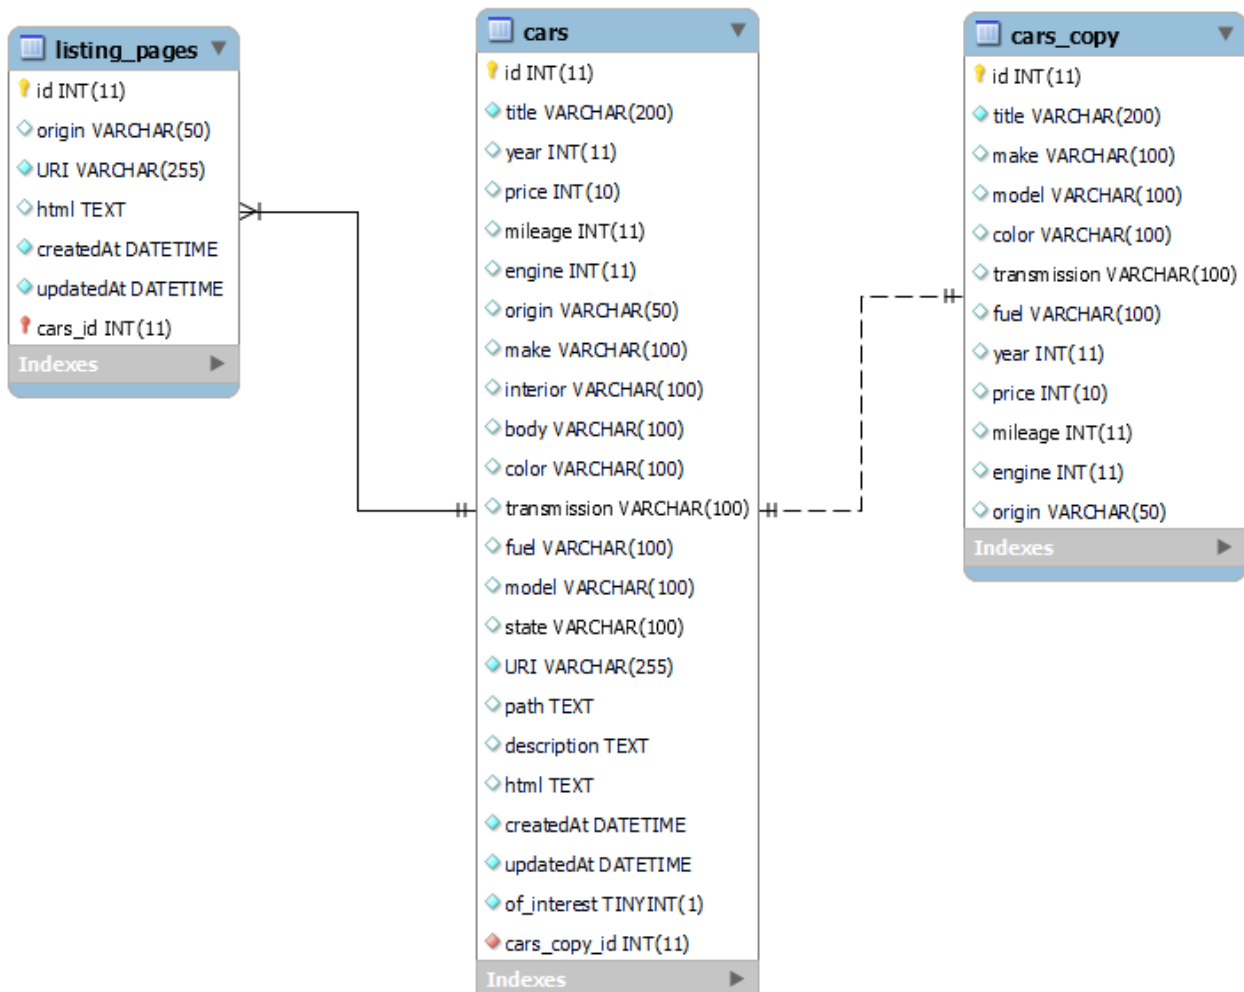 listing_pages
id INT(11)
origin VARCHAR(50)
URI VARCHAR(255)
html TEXT
createdAt DATETIME
updatedAt DATETIME
cars_id INT(11)
Indexes
cars
id INT(11)
title VARCHAR(200)
year INT(11)
price INT(10)
mileage INT(11)
engine INT(11)
origin VARCHAR(50)
make VARCHAR(100)
interior VARCHAR(100)
body VARCHAR(100)
color VARCHAR(100)
transmission VARCHAR(100)
fuel VARCHAR(100)
model VARCHAR(100)
state VARCHAR(100)
URI VARCHAR(255)
path TEXT
description TEXT
html TEXT
createdAt DATETIME
updatedAt DATETIME
of_interest TINYINT(1)
cars_copy_id INT(11)
Indexes
cars_copy
id INT(11)
title VARCHAR(200)
make VARCHAR(100)
model VARCHAR(100)
color VARCHAR(100)
transmission VARCHAR(100)
fuel VARCHAR(100)
year INT(11)
price INT(10)
mileage INT(11)
engine INT(11)
origin VARCHAR(50)
Indexes